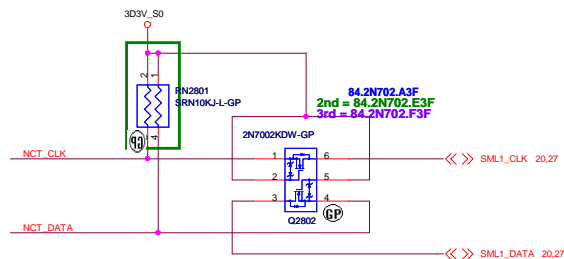 3D3V_S0
2 1
RN2801
SRN10KJ-L-GP
84.2N702.A3F
2nd = 84.2N702.E3F
3rd = 84.2N702.F3F
3 4
GP
2N7002KDW-GP
NCT_CLK
1 6
SML1_CLK 20,27
2 5
3 4
GP
Q2802
NCT_DATA
SML1_DATA 20,27